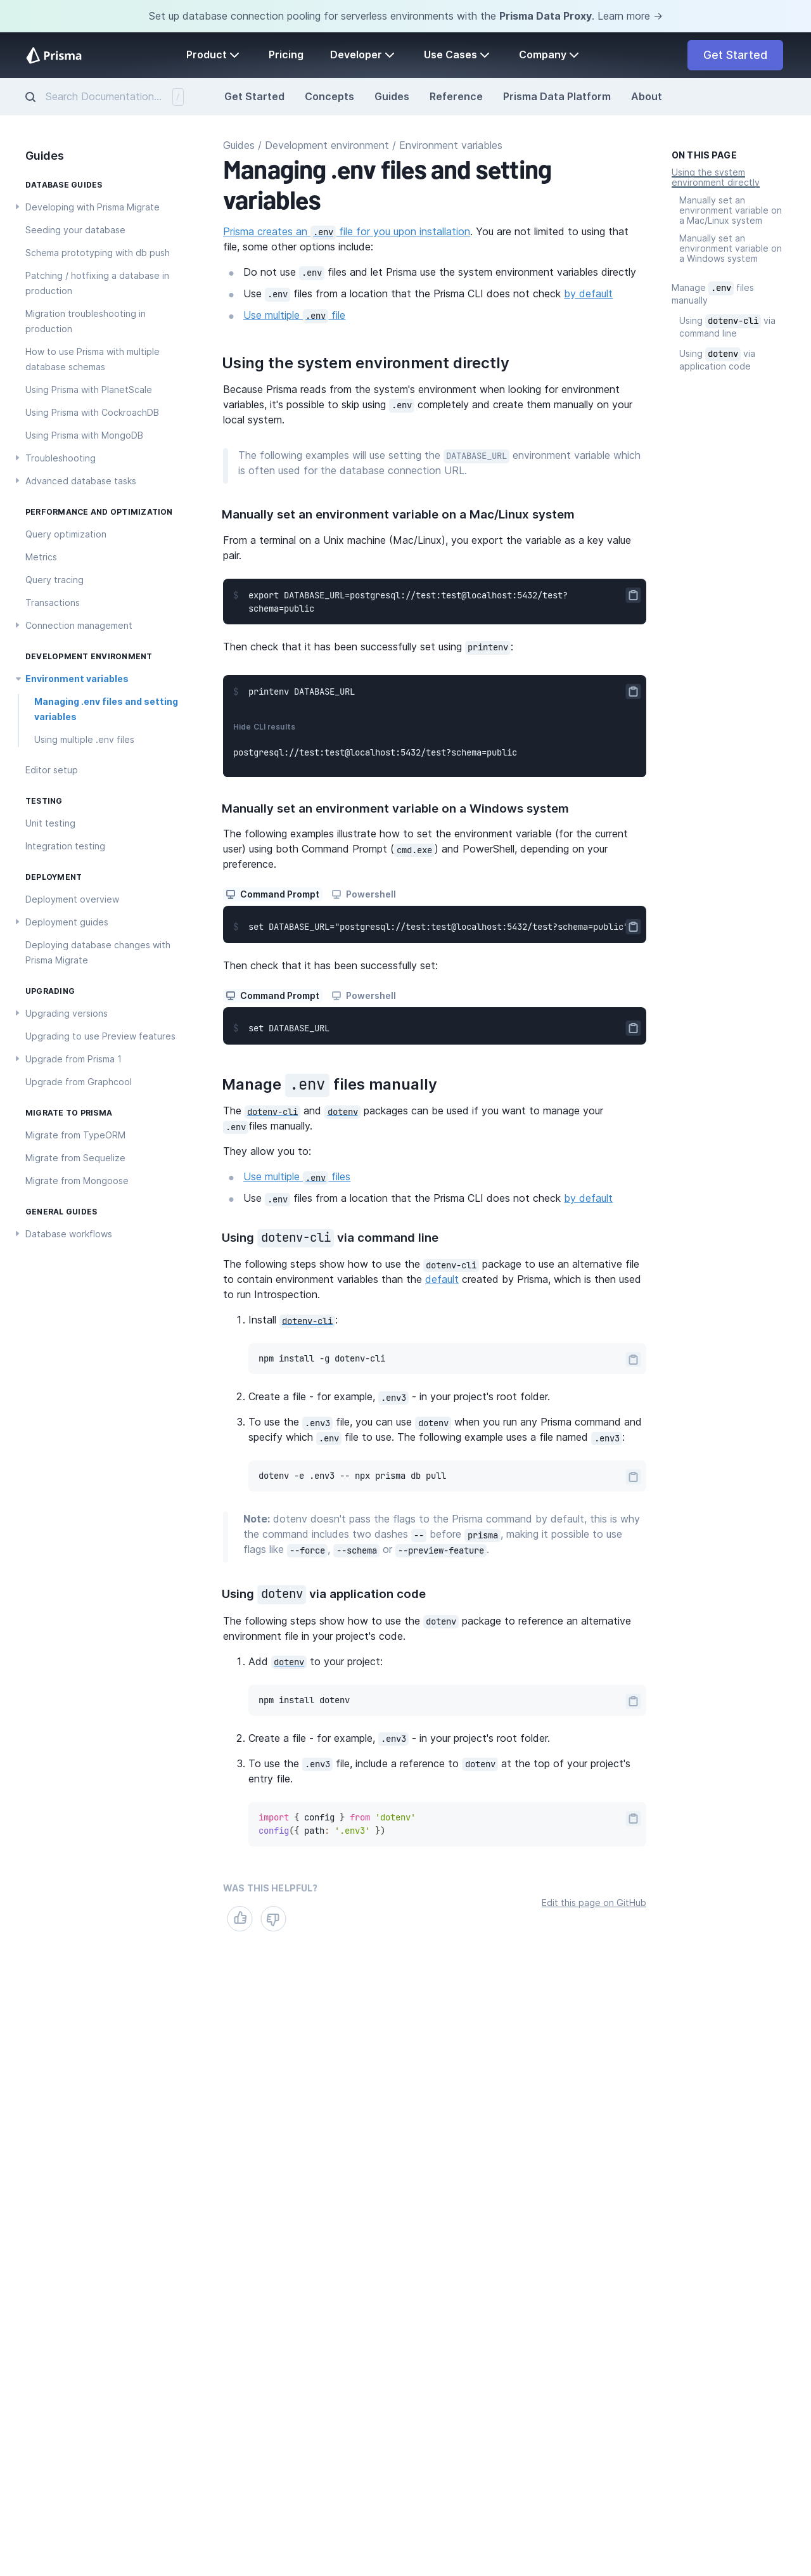 Set up database connection pooling for serverless environments with the Prisma Data Proxy. Learn more →
Prisma
Product
Pricing
Developer
Use Cases
Company
Get Started
Search Documentation... /
Get Started
Concepts
Guides
Reference
Prisma Data Platform
About
Guides
DATABASE GUIDES
Developing with Prisma Migrate
Seeding your database
Schema prototyping with db push
Patching / hotfixing a database in
production
Migration troubleshooting in
production
How to use Prisma with multiple
database schemas
Using Prisma with PlanetScale
Using Prisma with CockroachDB
Using Prisma with MongoDB
Troubleshooting
Advanced database tasks
PERFORMANCE AND OPTIMIZATION
Query optimization
Metrics
Query tracing
Transactions
Connection management
DEVELOPMENT ENVIRONMENT
Environment variables
Managing .env files and setting
variables
Using multiple .env files
Editor setup
TESTING
Unit testing
Integration testing
DEPLOYMENT
Deployment overview
Deployment guides
Deploying database changes with
Prisma Migrate
UPGRADING
Upgrading versions
Upgrading to use Preview features
Upgrade from Prisma 1
Upgrade from Graphcool
MIGRATE TO PRISMA
Migrate from TypeORM
Migrate from Sequelize
Migrate from Mongoose
GENERAL GUIDES
Database workflows
Guides / Development environment / Environment variables
Managing .env files and setting
variables
Prisma creates an .env file for you upon installation. You are not limited to using that
file, some other options include:
Do not use .env files and let Prisma use the system environment variables directly
Use .env files from a location that the Prisma CLI does not check by default
Use multiple .env file
Using the system environment directly
Because Prisma reads from the system's environment when looking for environment
variables, it's possible to skip using .env completely and create them manually on your
local system.
The following examples will use setting the DATABASE_URL environment variable which
is often used for the database connection URL.
Manually set an environment variable on a Mac/Linux system
From a terminal on a Unix machine (Mac/Linux), you export the variable as a key value
pair.
$ export DATABASE_URL=postgresql://test:test@localhost:5432/test?
schema=public
Then check that it has been successfully set using printenv:
$ printenv DATABASE_URL
Hide CLI results
postgresql://test:test@localhost:5432/test?schema=public
Manually set an environment variable on a Windows system
The following examples illustrate how to set the environment variable (for the current
user) using both Command Prompt (cmd.exe) and PowerShell, depending on your
preference.
Command Prompt
Powershell
$ set DATABASE_URL="postgresql://test:test@localhost:5432/test?schema=public"
Then check that it has been successfully set:
Command Prompt
Powershell
$ set DATABASE_URL
Manage .env files manually
The dotenv-cli and dotenv packages can be used if you want to manage your
.env files manually.
They allow you to:
Use multiple .env files
Use .env files from a location that the Prisma CLI does not check by default
Using dotenv-cli via command line
The following steps show how to use the dotenv-cli package to use an alternative file
to contain environment variables than the default created by Prisma, which is then used
to run Introspection.
1. Install dotenv-cli:
npm install -g dotenv-cli
2. Create a file - for example, .env3 - in your project's root folder.
3. To use the .env3 file, you can use dotenv when you run any Prisma command and
specify which .env file to use. The following example uses a file named .env3:
dotenv -e .env3 -- npx prisma db pull
Note: dotenv doesn't pass the flags to the Prisma command by default, this is why
the command includes two dashes -- before prisma, making it possible to use
flags like --force, --schema or --preview-feature.
Using dotenv via application code
The following steps show how to use the dotenv package to reference an alternative
environment file in your project's code.
1. Add dotenv to your project:
npm install dotenv
2. Create a file - for example, .env3 - in your project's root folder.
3. To use the .env3 file, include a reference to dotenv at the top of your project's
entry file.
import { config } from 'dotenv'
config({ path: '.env3' })
WAS THIS HELPFUL?
Edit this page on GitHub
ON THIS PAGE
Using the system
environment directly
Manually set an
environment variable on
a Mac/Linux system
Manually set an
environment variable on
a Windows system
Manage .env files
manually
Using dotenv-cli via
command line
Using dotenv via
application code